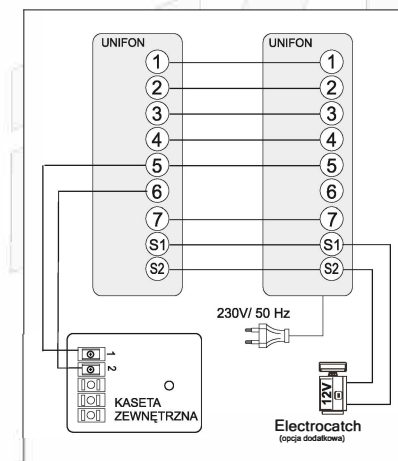 UNIFON UNIFON
1 1
2 2
3 3
4 4
5 5
6 6
7 7
S1 S1
S2 S2
230V/ 50 Hz
1
2
KASETA
ZEWNĘTRZNA
12V
Electrocatch
(opcja dodatkowa)